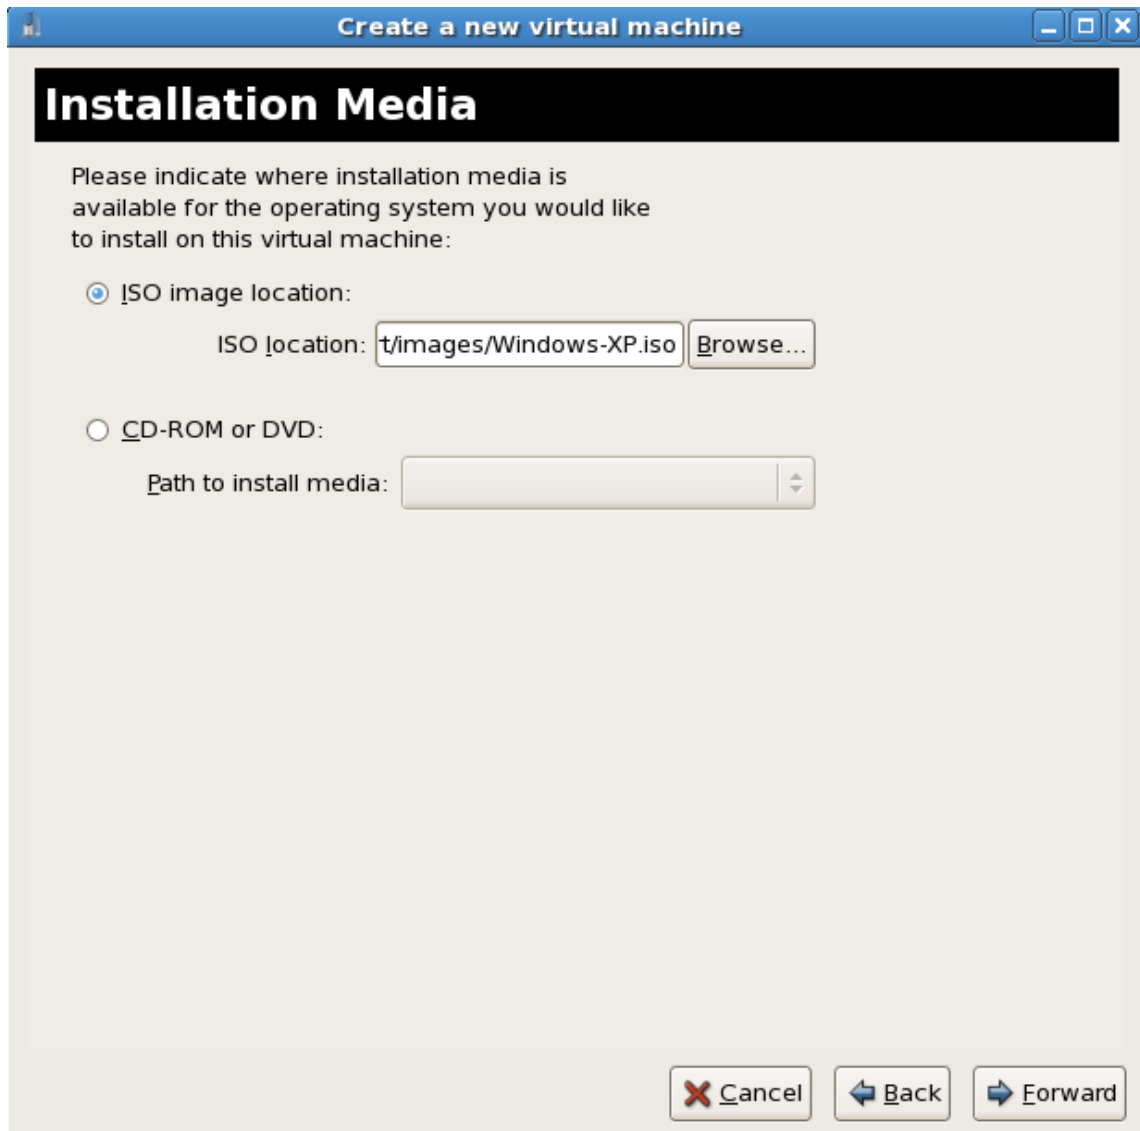 Create a new virtual machine
Installation Media
Please indicate where installation media is
available for the operating system you would like
to install on this virtual machine:
ISO image location:
ISO location: t/images/Windows-XP.iso Browse...
CD-ROM or DVD:
Path to install media:
Cancel Back Forward